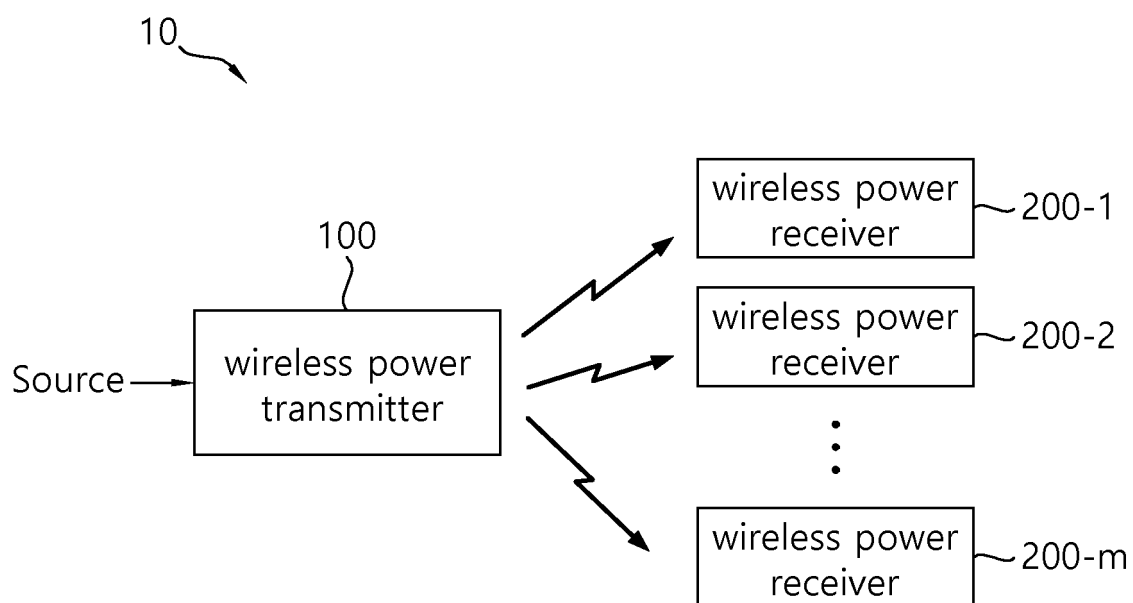 10
100
Source
wireless power
transmitter
wireless power
receiver
200-1
wireless power
receiver
200-2
wireless power
receiver
200-m